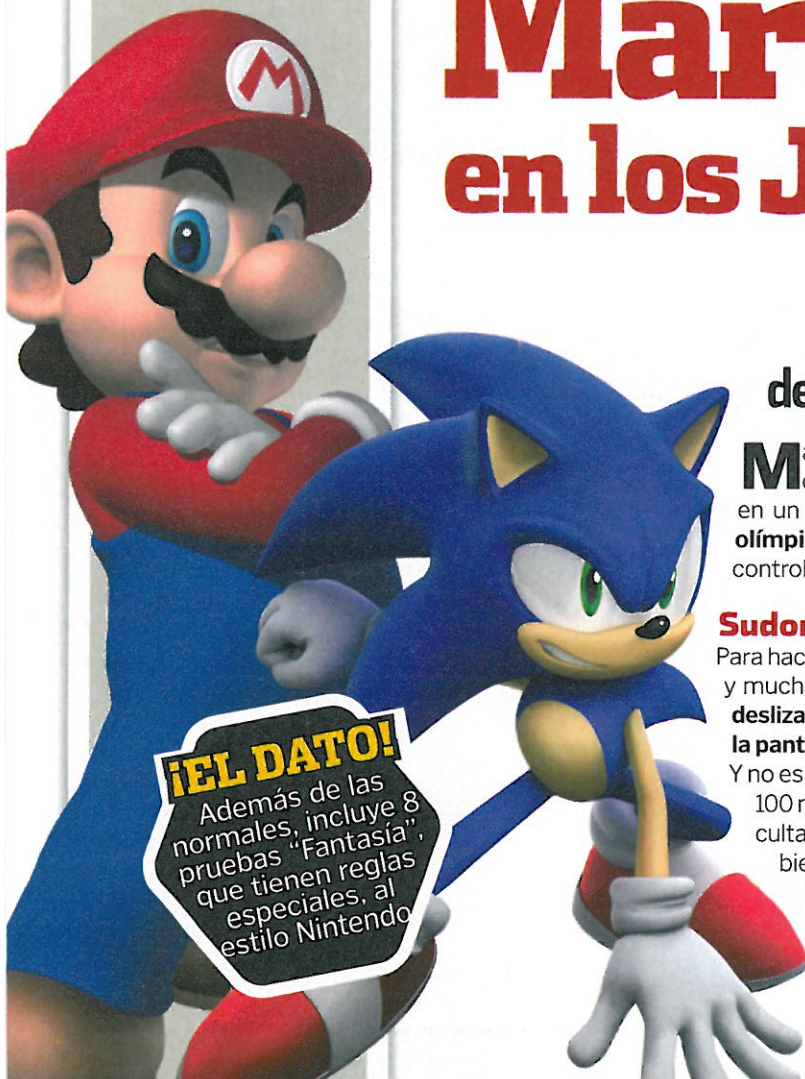 M
Mar
en los J
de
M
en un
olímpi
control
Sudor
Para hac
y much
desliza
la pant
Y no es
100
culta
bie
¡EL DATO!
Además de las
normales, incluye 8
pruebas "Fantasía",
que tienen reglas
especiales, al
estilo Nintendo